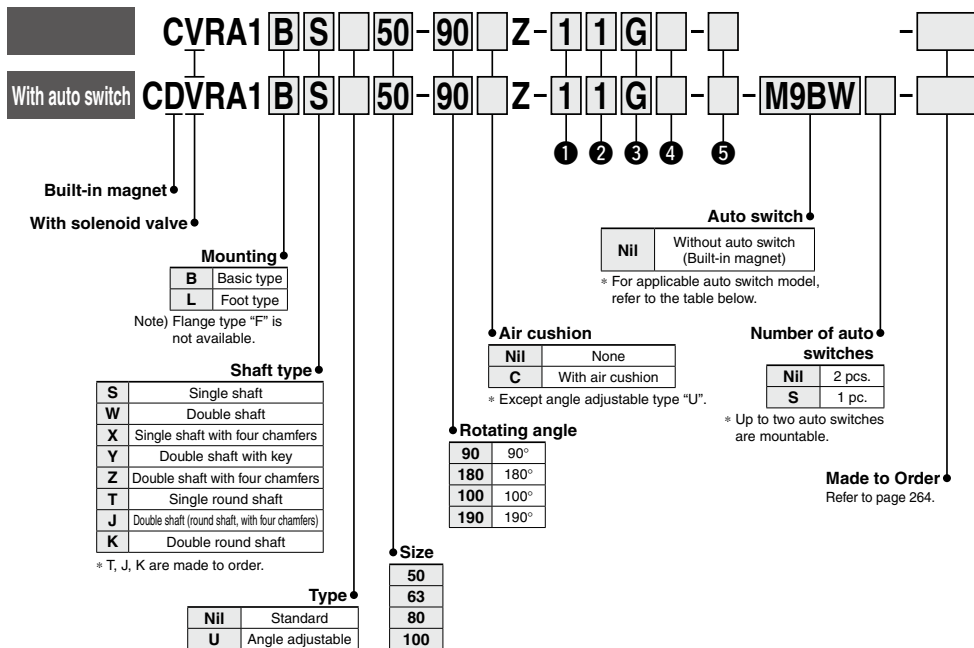 CVRA1 B S 50 - 90 Z - 1 1 G - -
With auto switch CDVRA1 B S 50 - 90 Z - 1 1 G - - M9BW -
❶ ❷ ❸ ❹ ❺
Built-in magnet
With solenoid valve
Mounting
B Basic type
L Foot type
Note) Flange type “F” is
not available.
Shaft type
S Single shaft
W Double shaft
X Single shaft with four chamfers
Y Double shaft with key
Z Double shaft with four chamfers
T Single round shaft
J Double shaft (round shaft, with four chamfers)
K Double round shaft
* T, J, K are made to order.
Type
Nil Standard
U Angle adjustable
Size
50
63
80
100
Rotating angle
90 90°
180 180°
100 100°
190 190°
Air cushion
Nil None
C With air cushion
* Except angle adjustable type “U”.
Auto switch
Nil Without auto switch
(Built-in magnet)
* For applicable auto switch model,
refer to the table below.
Number of auto
switches
Nil 2 pcs.
S 1 pc.
* Up to two auto switches
are mountable.
Made to Order
Refer to page 264.